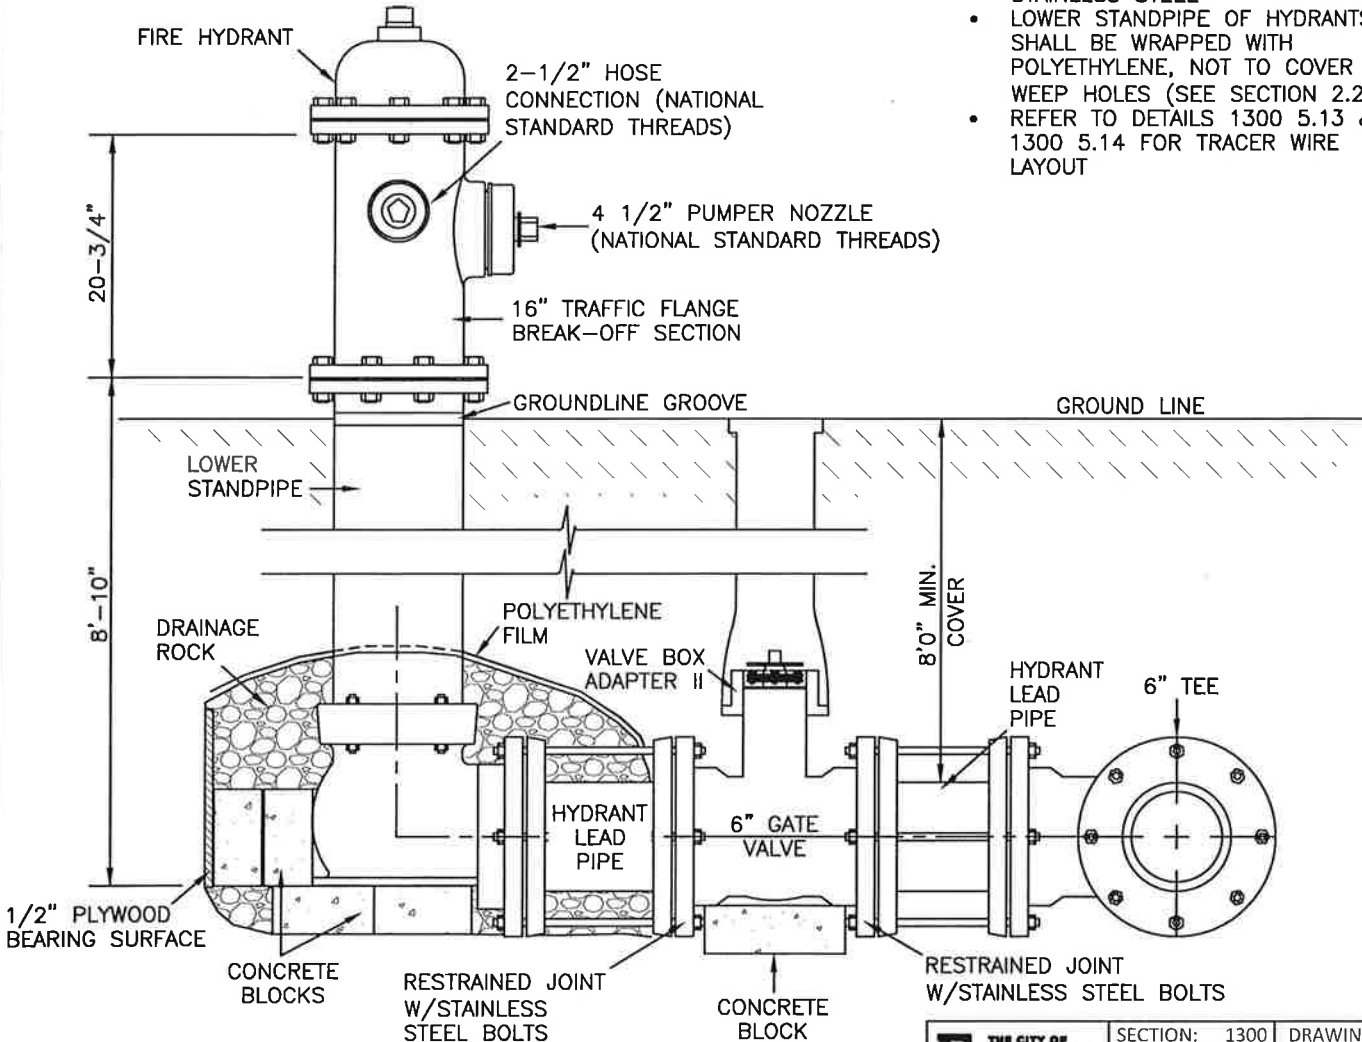 STAINLESS STEEL
• LOWER STANDPIPE OF HYDRANTS
SHALL BE WRAPPED WITH
POLYETHYLENE, NOT TO COVER
WEEP HOLES (SEE SECTION 2.2
• REFER TO DETAILS 1300 5.13 &
1300 5.14 FOR TRACER WIRE
LAYOUT
FIRE HYDRANT
2-1/2" HOSE
CONNECTION (NATIONAL
STANDARD THREADS)
4 1/2" PUMPER NOZZLE
(NATIONAL STANDARD THREADS)
20-3/4"
16" TRAFFIC FLANGE
BREAK-OFF SECTION
GROUNDLINE GROOVE
GROUND LINE
LOWER
STANDPIPE
8'-10"
8'0" MIN.
COVER
DRAINAGE
ROCK
POLYETHYLENE
FILM
VALVE BOX
ADAPTER II
HYDRANT
LEAD
PIPE
6" TEE
HYDRANT
LEAD
PIPE
6" GATE
VALVE
1/2" PLYWOOD
BEARING SURFACE
CONCRETE
BLOCKS
RESTRAINED JOINT
W/STAINLESS
STEEL BOLTS
CONCRETE
BLOCK
RESTRAINED JOINT
W/STAINLESS STEEL BOLTS
THE CITY OF
SECTION: 1300
DRAWIN